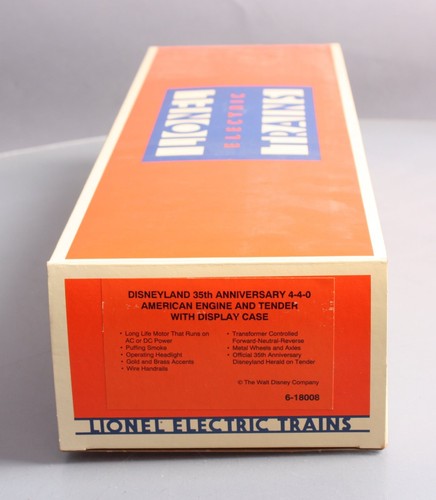 LIONEL
ELECTRIC
TRAINS
DISNEYLAND 35th ANNIVERSARY 4-4-0
AMERICAN ENGINE AND TENDER
WITH DISPLAY CASE
• Long Life Motor That Runs on
AC or DC Power
• Puffing Smoke
• Operating Headlight
• Gold and Brass Accents
• Wire Handrails
• Transformer Controlled
Forward-Neutral-Reverse
• Metal Wheels and Axles
• Official 35th Anniversary
Disneyland Herald on Tender
© The Walt Disney Company
6-18008
LIONEL ELECTRIC TRAINS